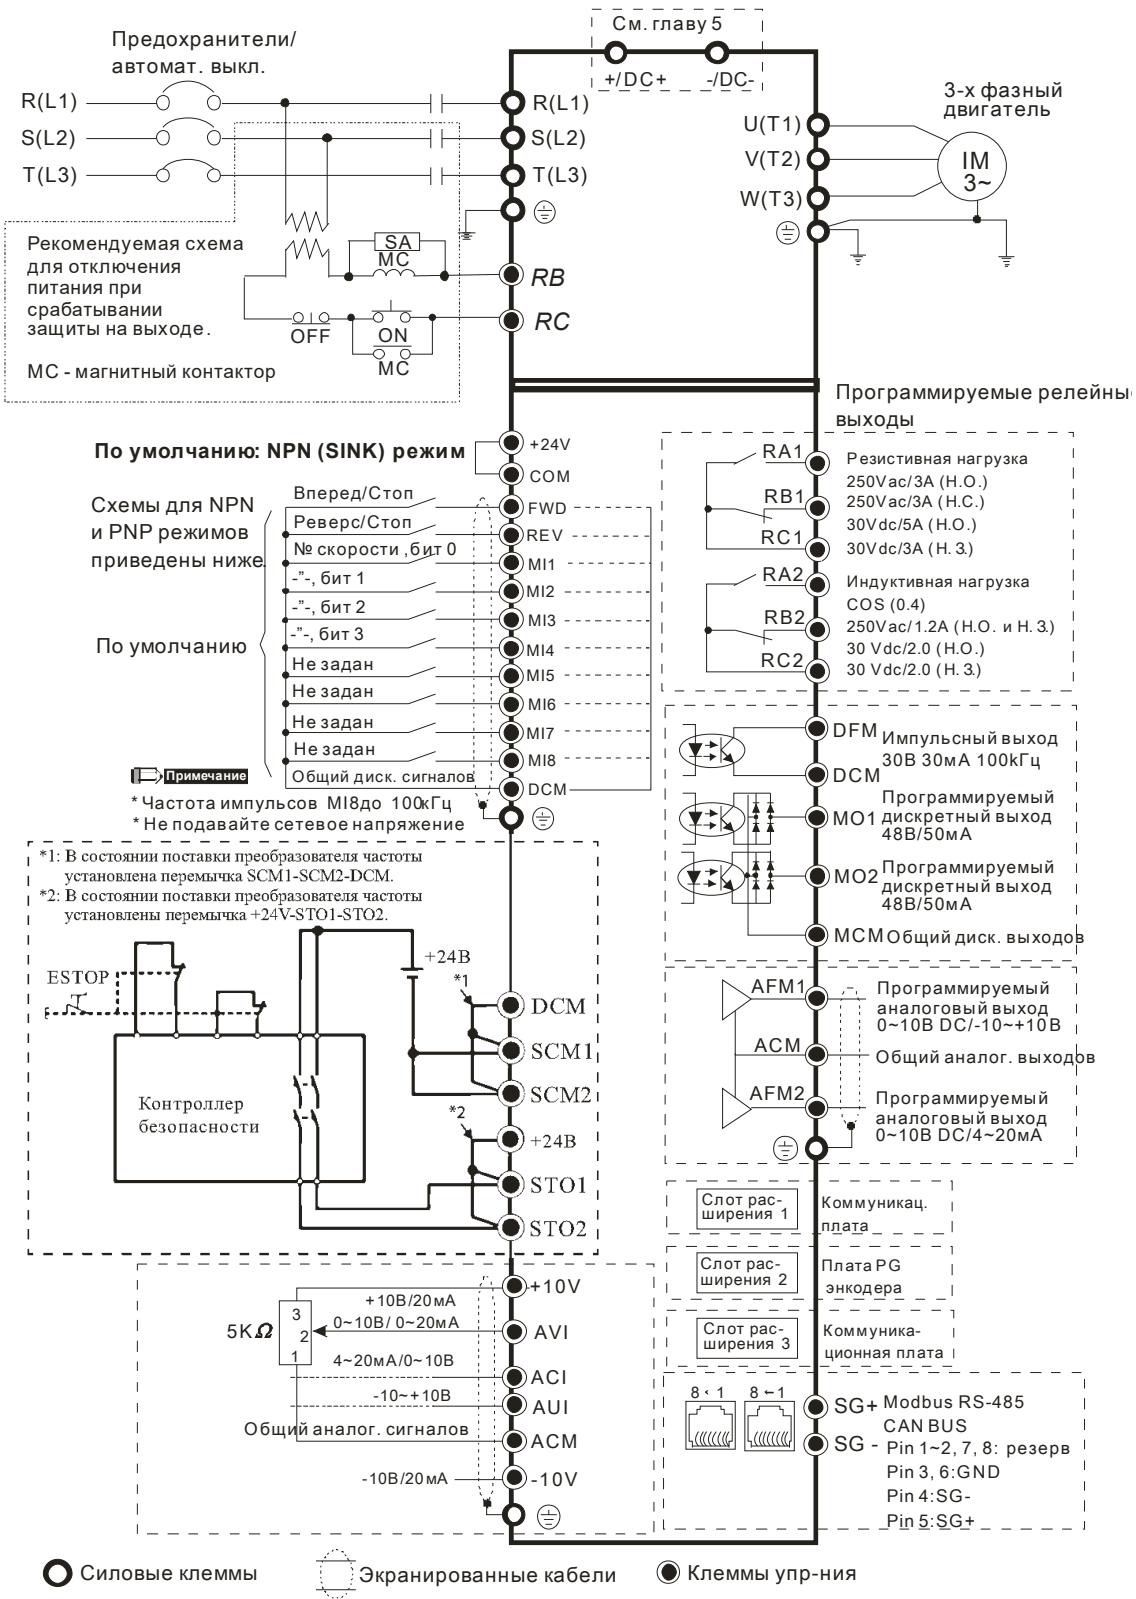 См. главу 5
+/DC+
-/DC-
Предохранители/
автомат. выкл.
R(L1)
S(L2)
T(L3)
R(L1)
S(L2)
T(L3)
3-х фазный
двигатель
U(T1)
V(T2)
W(T3)
IM
3~
Рекомендуемая схема
для отключения
питания при
срабатывании
защиты на выходе.
МС - магнитный контактор
SA
MC
RB
RC
OFF
ON
MC
По умолчанию: NPN (SINK) режим
+24V
COM
Схемы для NPN
и PNP режимов
приведены ниже
По умолчанию
Вперед/Стоп
FWD
Реверс/Стоп
REV
№ скорости ,бит 0
MI1
-"-, бит 1
MI2
-"-, бит 2
MI3
-"-, бит 3
MI4
Не задан
MI5
Не задан
MI6
Не задан
MI7
Не задан
MI8
Общий диск. сигналов
DCM
Примечание
* Частота импульсов MI8до 100кГц
* Не подавайте сетевое напряжение
Программируемые релейные
выходы
RA1
RB1
RC1
RA2
RB2
RC2
Резистивная нагрузка
250Vac/3A (Н.О.)
250Vac/3A (Н.С.)
30Vdc/5A (Н.О.)
30Vdc/3A (Н. З.)
Индуктивная нагрузка
COS (0.4)
250Vac/1.2A (Н.О. и Н. З.)
30 Vdc/2.0 (Н.О.)
30 Vdc/2.0 (Н. З.)
DFM
DCM
Импульсный выход
30В 30мА 100кГц
MO1
Программируемый
дискретный выход
48В/50мА
MO2
Программируемый
дискретный выход
48В/50мА
MCM
Общий диск. выходов
*1: В состоянии поставки преобразователя частоты
установлена перемычка SCM1-SCM2-DCM.
*2: В состоянии поставки преобразователя частоты
установлены перемычка +24V-STO1-STO2.
ESTOP
+24В
*1
DCM
SCM1
SCM2
*2
+24В
STO1
STO2
Контроллер
безопасности
AFM1
Программируемый
аналоговый выход
0~10В DC/-10~+10В
ACM
Общий аналог. выходов
AFM2
Программируемый
аналоговый выход
0~10В DC/4~20мА
Слот рас-
ширения 1
Коммуникац.
плата
Слот рас-
ширения 2
Плата PG
энкодера
Слот рас-
ширения 3
Коммуника-
ционная плата
+10V
+10В/20мА
5KΩ
3
2
1
0~10В/ 0~20мА
AVI
4~20мА/0~10В
ACI
-10~+10В
AUI
Общий аналог. сигналов
ACM
-10В/20мА
-10V
8
1
8
1
SG+
SG -
Modbus RS-485
CAN BUS
Pin 1~2, 7, 8: резерв
Pin 3, 6:GND
Pin 4:SG-
Pin 5:SG+
Силовые клеммы
Экранированные кабели
Клеммы упр-ния